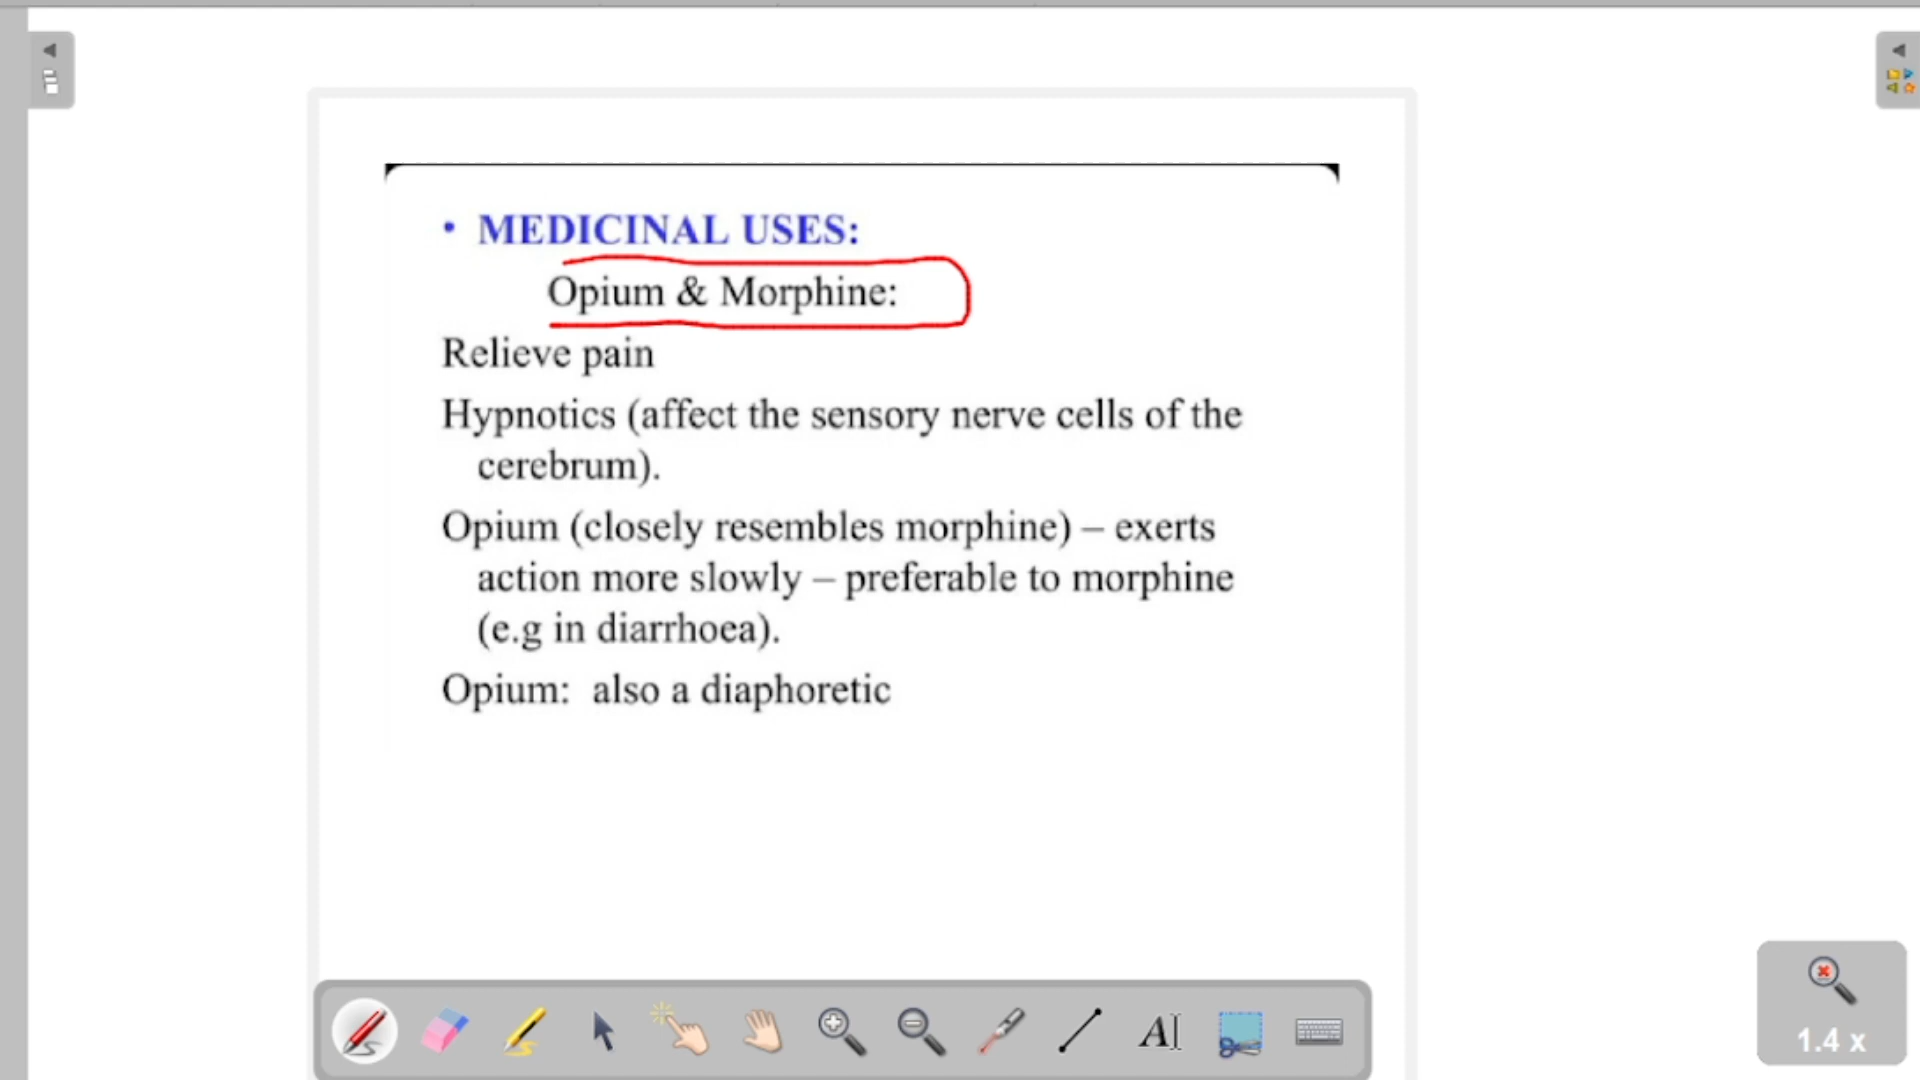 • MEDICINAL USES:
Opium & Morphine:
Relieve pain
Hypnotics (affect the sensory nerve cells of the
cerebrum).
Opium (closely resembles morphine) – exerts
action more slowly – preferable to morphine
(e.g in diarrhoea).
Opium:  also a diaphoretic
AI
1.4 x